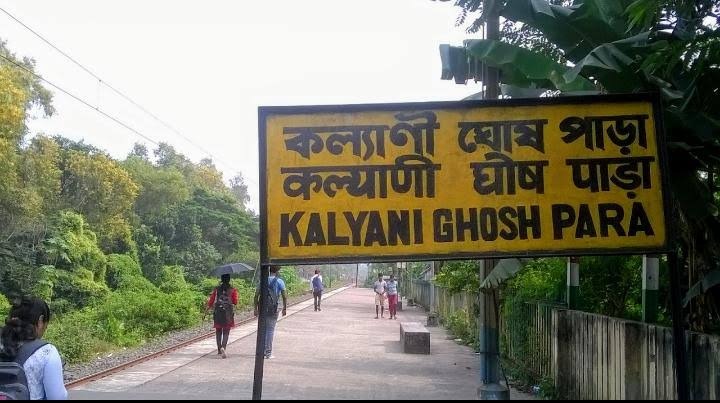 কল্যাণী ঘোষ পাড়া
कल्याणी घोष पाड़ा
KALYANI GHOSH PARA